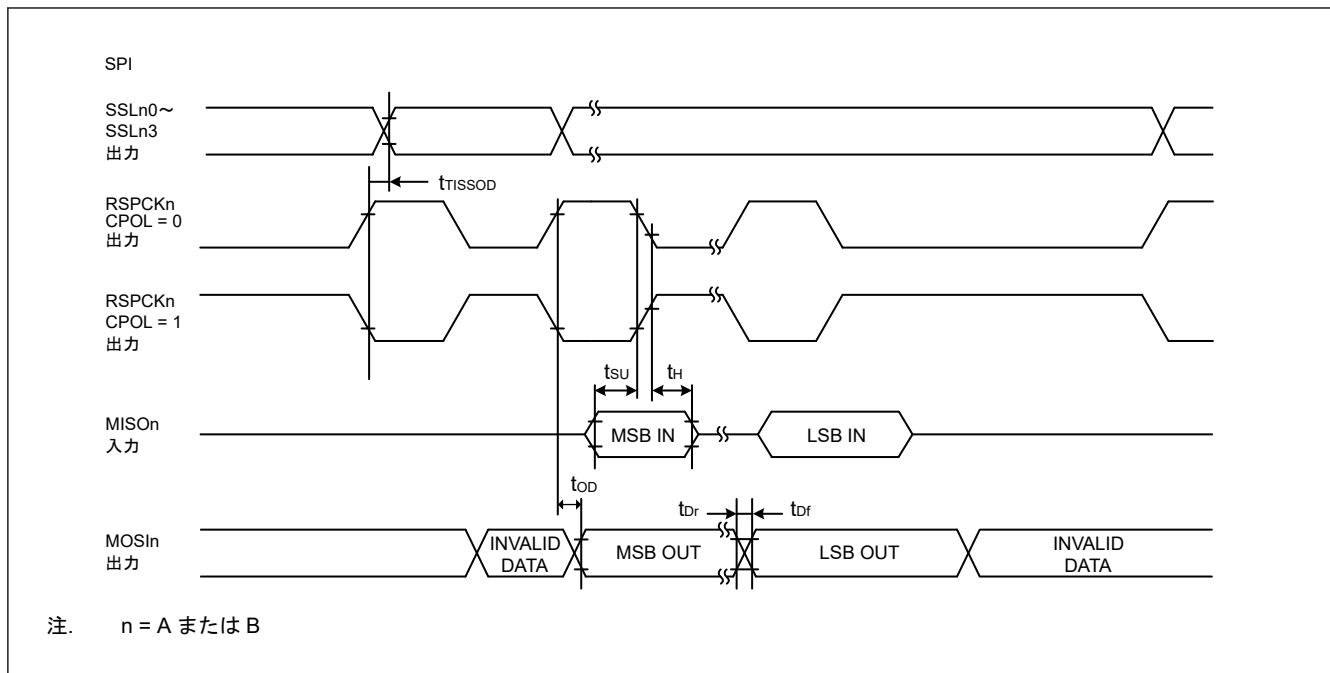 SPI
SSLn0～
SSLn3
出力
tTISSOD
RSPCKn
CPOL = 0
出力
RSPCKn
CPOL = 1
出力
tSU
tH
MISOn
入力
MSB IN
LSB IN
tOD
tDr
tDf
MOSIn
出力
INVALID
DATA
MSB OUT
LSB OUT
INVALID
DATA
注. n = A または B